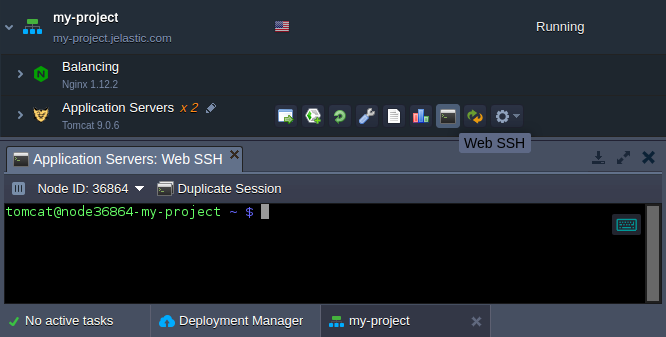 my-project
my-project.jelastic.com
Running
Balancing
Nginx 1.12.2
Application Servers x 2
Tomcat 9.0.6
Web SSH
Application Servers: Web SSH
Node ID: 36864 Duplicate Session
tomcat@node36864-my-project ~ $
No active tasks Deployment Manager my-project